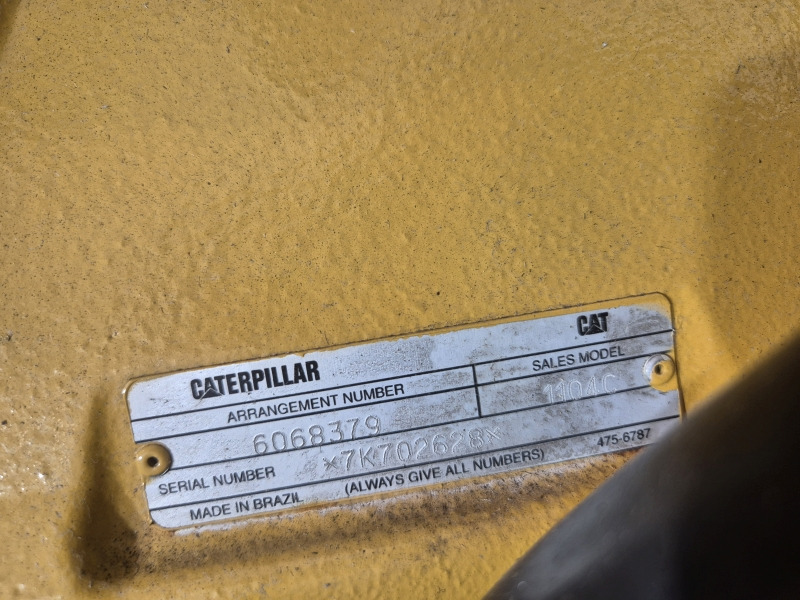 CATERPILLAR CAT
ARRANGEMENT NUMBER SALES MODEL
6068379 1104C
SERIAL NUMBER *7K702628*
475-6787
MADE IN BRAZIL (ALWAYS GIVE ALL NUMBERS)